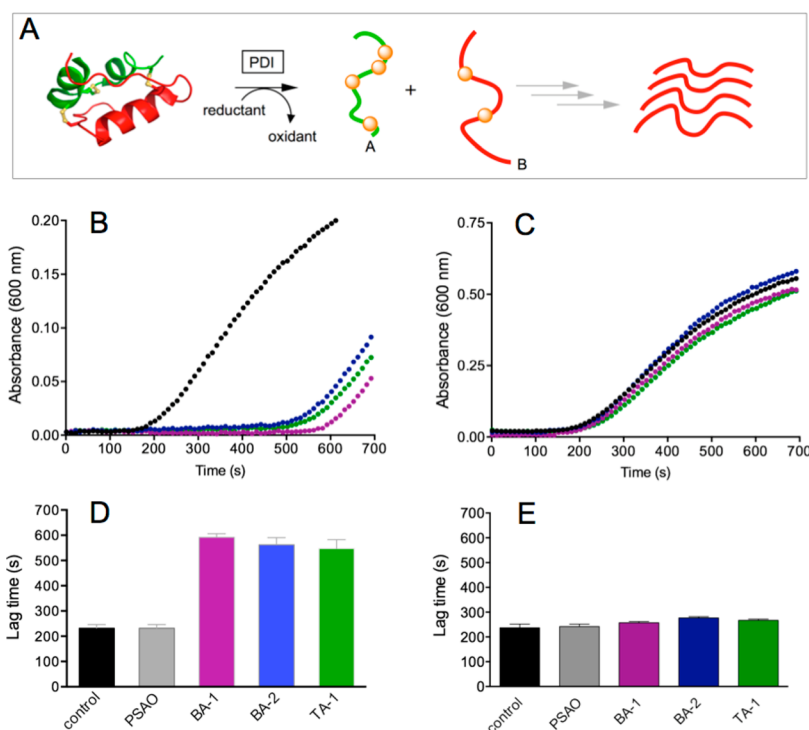 A
PDI
reductant
oxidant
+
A
B
B
Absorbance (600 nm)
0.20
0.15
0.10
0.05
0.00
0 100 200 300 400 500 600 700
Time (s)
C
Absorbance (600 nm)
0.75
0.50
0.25
0.00
0 100 200 300 400 500 600 700
Time (s)
D
Lag time (s)
700
600
500
400
300
200
100
0
control PSAO BA-1 BA-2 TA-1
E
Lag time (s)
700
600
500
400
300
200
100
0
control PSAO BA-1 BA-2 TA-1